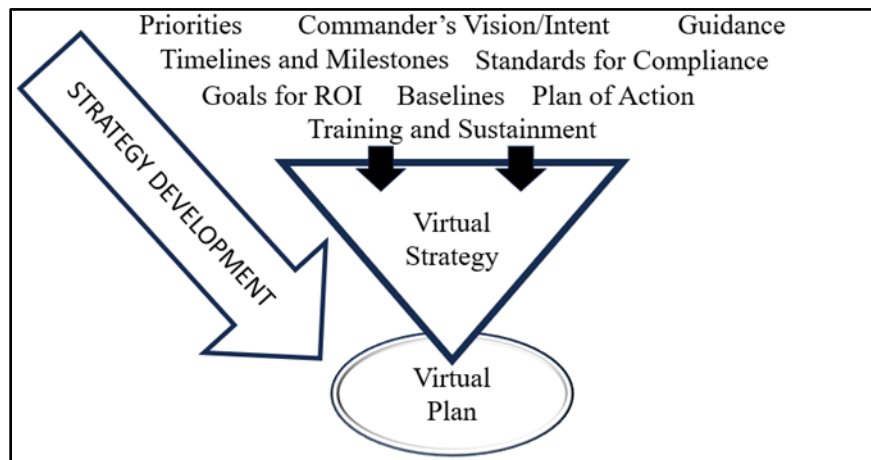 Priorities Commander's Vision/Intent Guidance
Timelines and Milestones Standards for Compliance
Goals for ROI Baselines Plan of Action
Training and Sustainment
STRATEGY DEVELOPMENT
Virtual
Strategy
Virtual
Plan